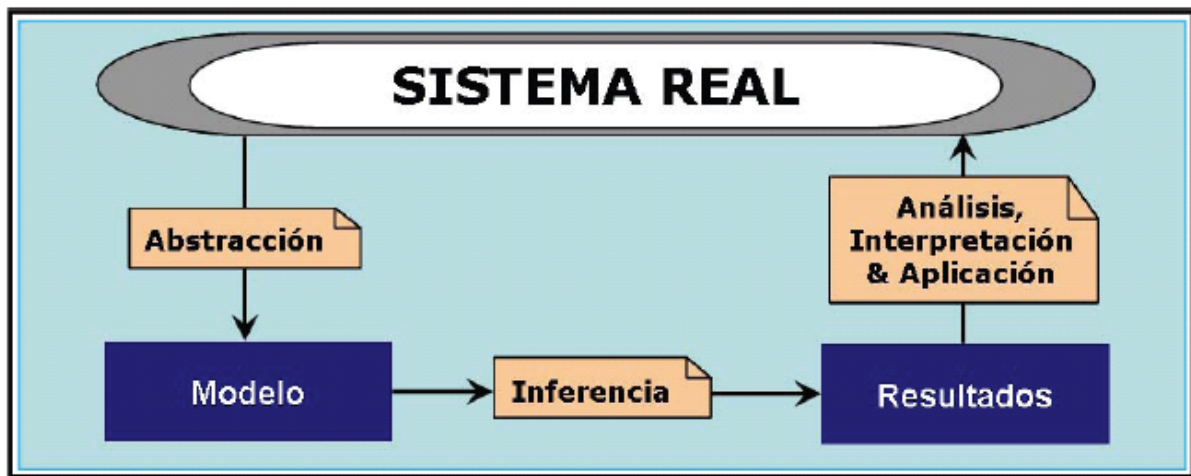 SISTEMA REAL
Abstracción
Análisis,
Interpretación
& Aplicación
Modelo
Inferencia
Resultados